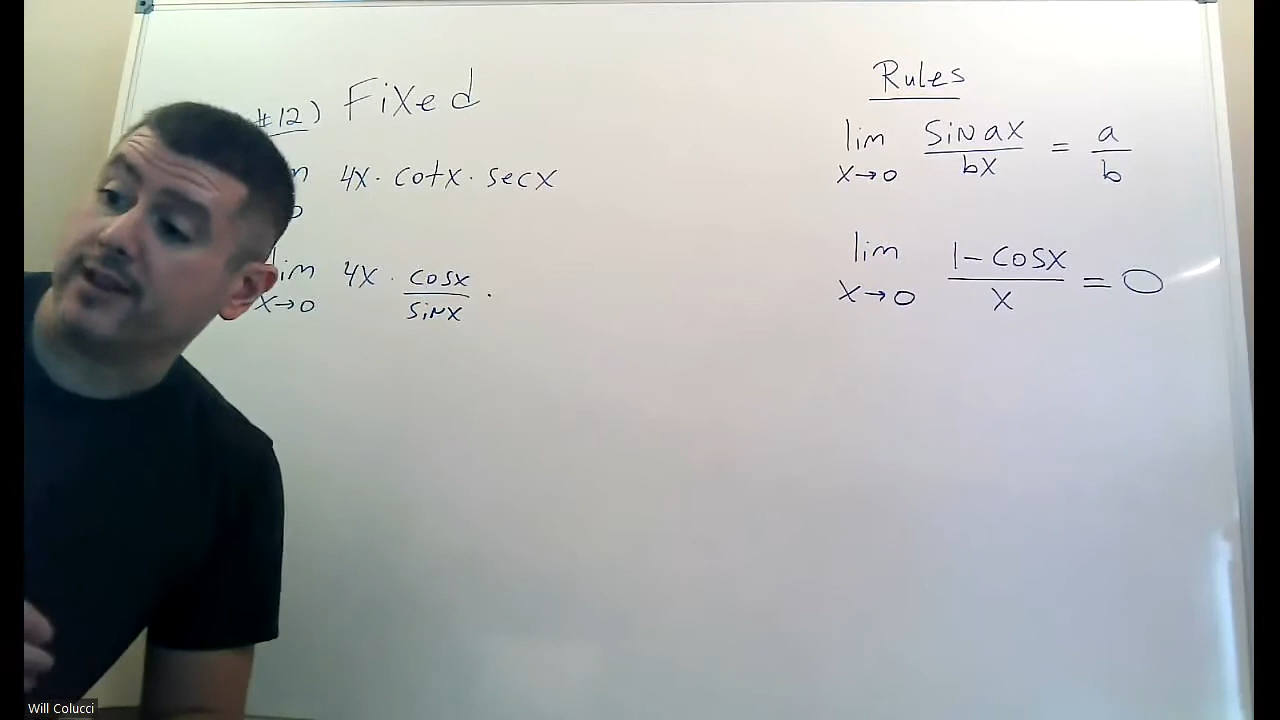 #12) Fixed
4x · cotx · secx
lim x→0 4x · cosx/sinx ·
Rules
lim x→0 sin ax / bx = a/b
lim x→0 1-cosx / x = 0
Will Colucci